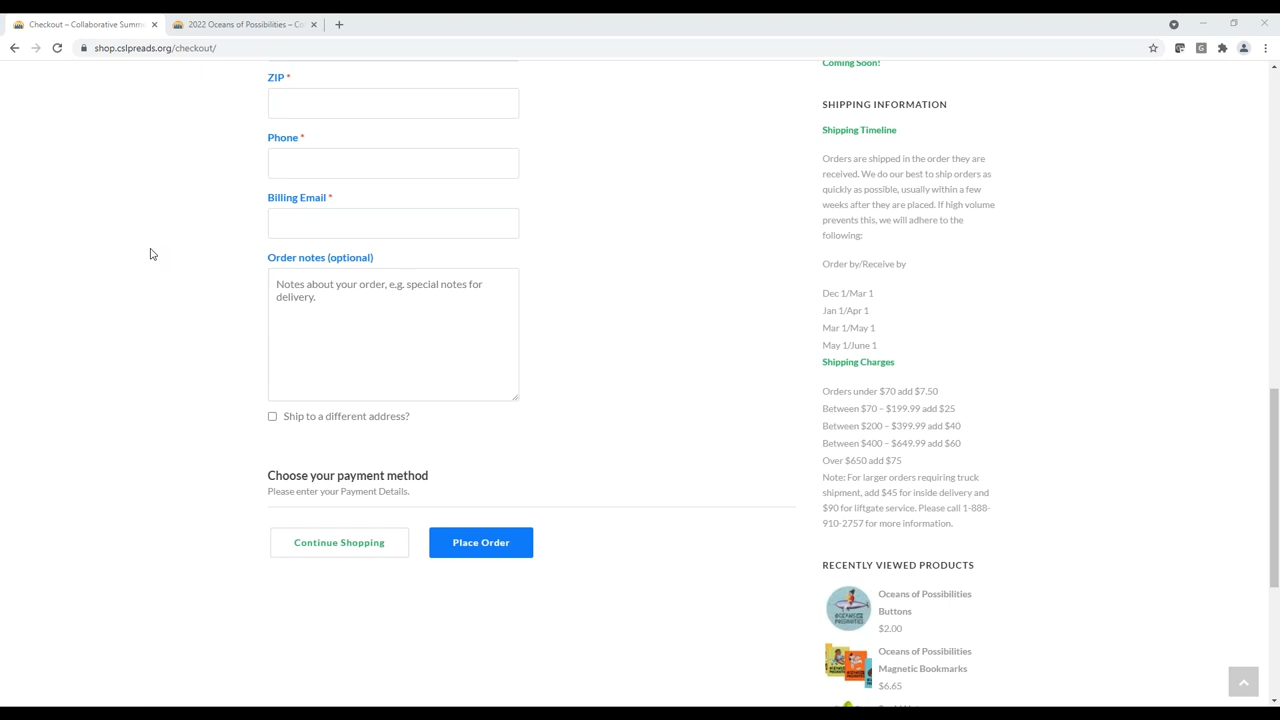 Checkout – Collaborative Summ
2022 Oceans of Possibilities – Co
shop.cslpreads.org/checkout/
ZIP *
Phone *
Billing Email *
Order notes (optional)
Notes about your order, e.g. special notes for
delivery.
Ship to a different address?
Choose your payment method
Please enter your Payment Details.
Continue Shopping
Place Order
Coming Soon!
SHIPPING INFORMATION
Shipping Timeline
Orders are shipped in the order they are
received. We do our best to ship orders as
quickly as possible, usually within a few
weeks after they are placed. If high volume
prevents this, we will adhere to the
following:
Order by/Receive by
Dec 1/Mar 1
Jan 1/Apr 1
Mar 1/May 1
May 1/June 1
Shipping Charges
Orders under $70 add $7.50
Between $70 – $199.99 add $25
Between $200 – $399.99 add $40
Between $400 – $649.99 add $60
Over $650 add $75
Note: For larger orders requiring truck
shipment, add $45 for inside delivery and
$90 for liftgate service. Please call 1-888-
910-2757 for more information.
RECENTLY VIEWED PRODUCTS
Oceans of Possibilities
Buttons
$2.00
Oceans of Possibilities
Magnetic Bookmarks
$6.65